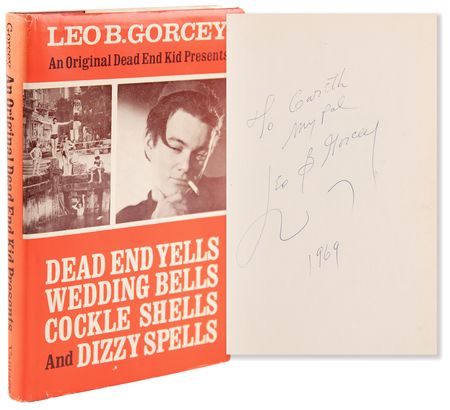 Gorcey An Original Dead End Kid Presents
LEO B. GORCEY
An Original Dead End Kid Presents
DEAD END YELLS
WEDDING BELLS
COCKLE SHELLS
And DIZZY SPELLS
To Gareth
My Pal
Leo B Gorcey
1969